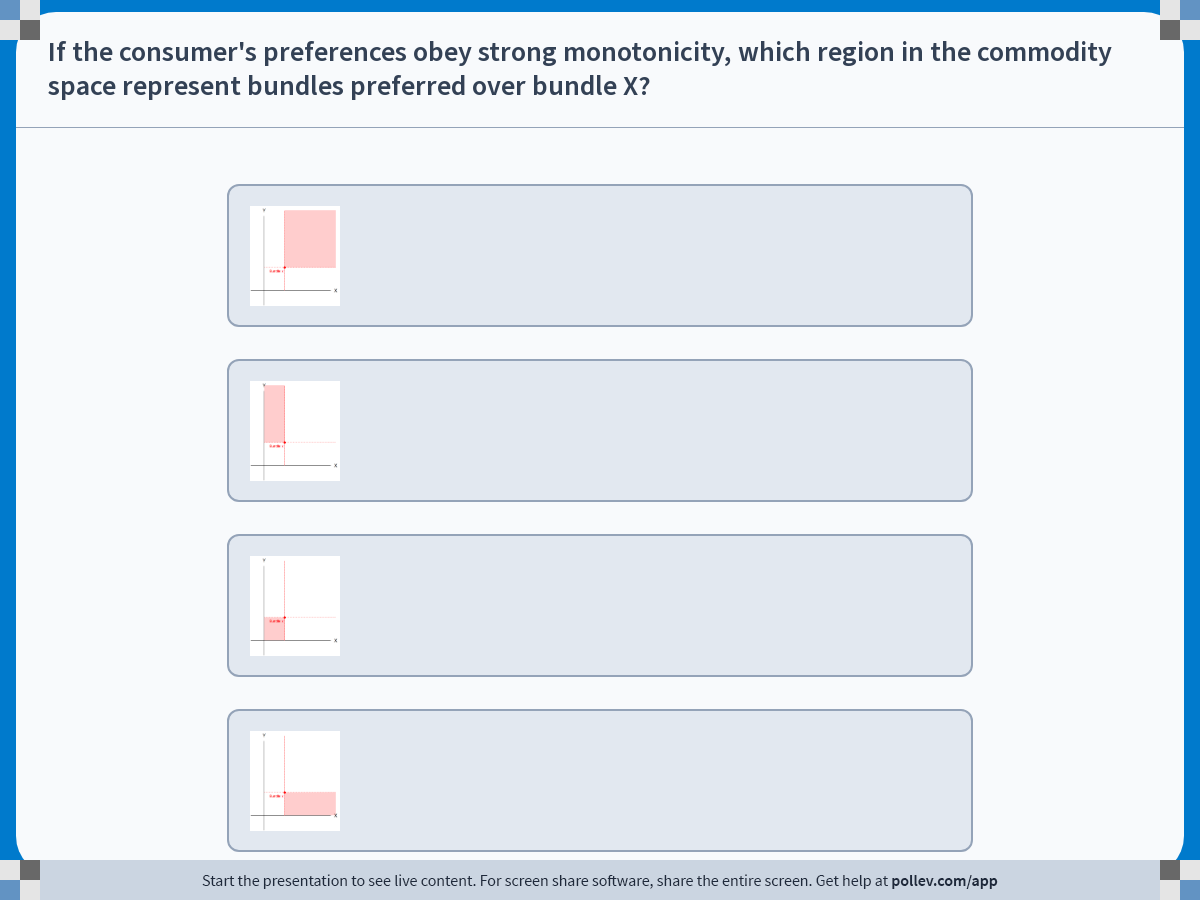 If the consumer's preferences obey strong monotonicity, which region in the commodity
space represent bundles preferred over bundle X?
Y
X
Y
X
Y
X
Y
X
Start the presentation to see live content. For screen share software, share the entire screen. Get help at pollev.com/app